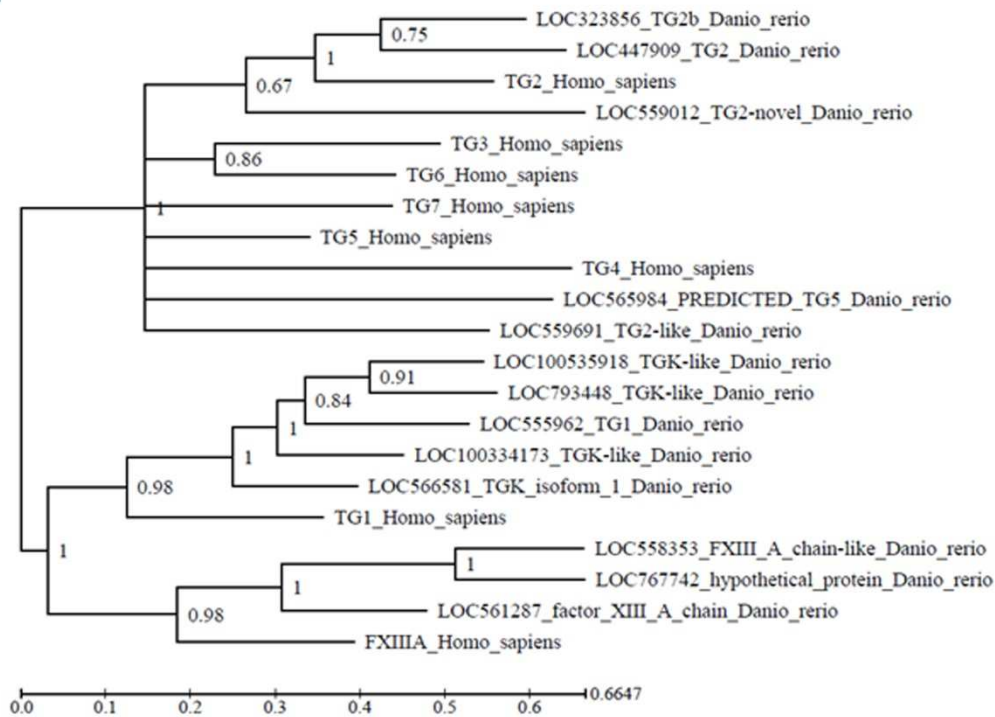 LOC323856_TG2b_Danio_rerio
0.75
LOC447909_TG2_Danio_rerio
1
TG2_Homo_sapiens
0.67
LOC559012_TG2-novel_Danio_rerio
TG3_Homo_sapiens
0.86
TG6_Homo_sapiens
1
TG7_Homo_sapiens
TG5_Homo_sapiens
TG4_Homo_sapiens
LOC565984_PREDICTED_TG5_Danio_rerio
LOC559691_TG2-like_Danio_rerio
LOC100535918_TGK-like_Danio_rerio
0.91
LOC793448_TGK-like_Danio_rerio
0.84
LOC555962_TG1_Danio_rerio
1
LOC100334173_TGK-like_Danio_rerio
1
LOC566581_TGK_isoform_1_Danio_rerio
0.98
TG1_Homo_sapiens
1
LOC558353_FXIII_A_chain-like_Danio_rerio
1
LOC767742_hypothetical_protein_Danio_rerio
1
LOC561287_factor_XIII_A_chain_Danio_rerio
0.98
FXIIIA_Homo_sapiens
0.6647
0.0 0.1 0.2 0.3 0.4 0.5 0.6